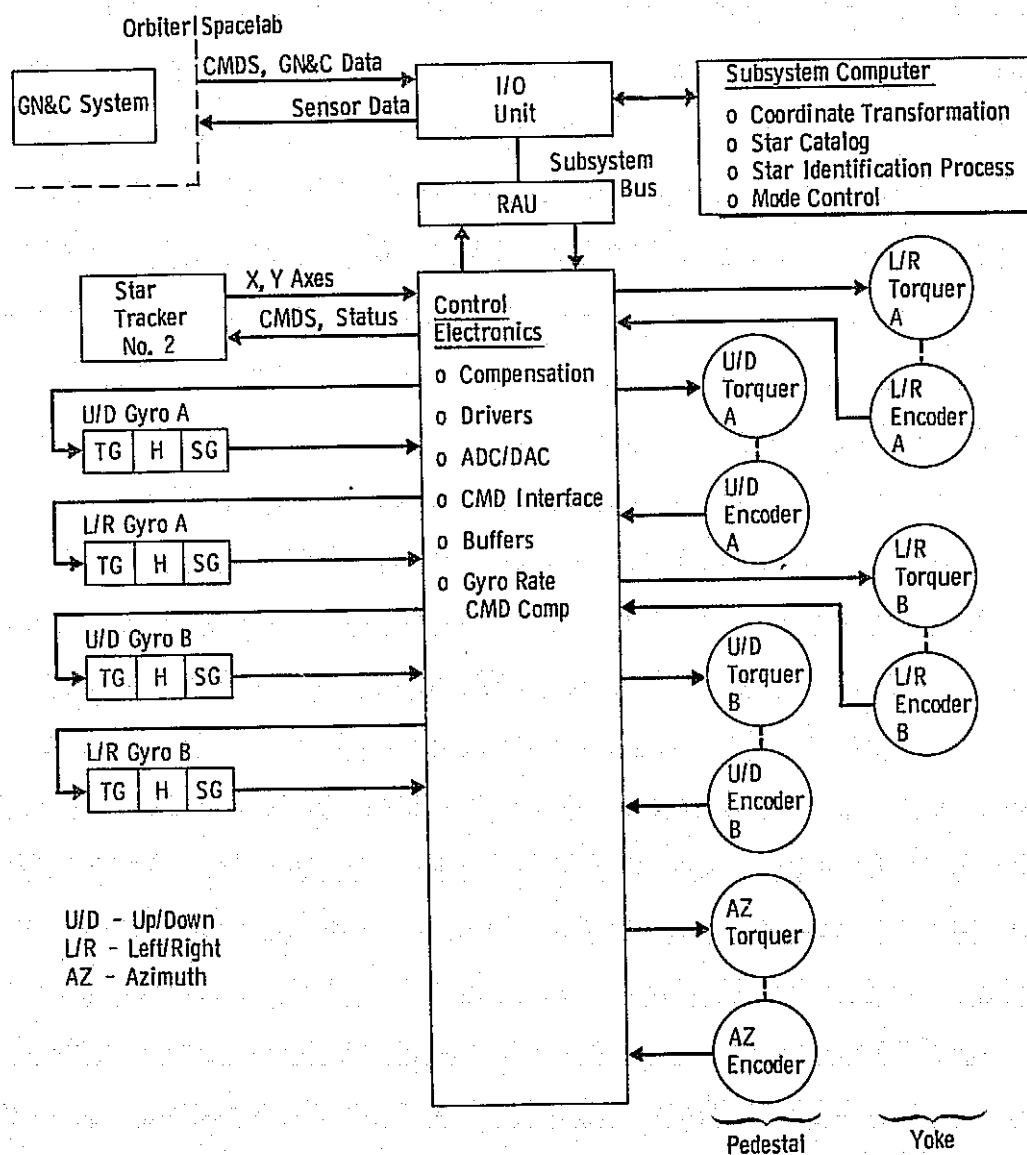 Orbiter Spacelab
GN&C System
CMDS, GN&C Data
Sensor Data
I/O
Unit
Subsystem Computer
o Coordinate Transformation
o Star Catalog
o Star Identification Process
o Mode Control
Subsystem
Bus
RAU
Star
Tracker
No. 2
X, Y Axes
CMDS, Status
Control
Electronics
o Compensation
o Drivers
o ADC/DAC
o CMD Interface
o Buffers
o Gyro Rate
CMD Comp
U/D Gyro A
TG H SG
L/R Gyro A
TG H SG
U/D Gyro B
TG H SG
L/R Gyro B
TG H SG
L/R
Torquer
A
L/R
Encoder
A
U/D
Torquer
A
U/D
Encoder
A
L/R
Torquer
B
L/R
Encoder
B
U/D
Torquer
B
U/D
Encoder
B
AZ
Torquer
AZ
Encoder
U/D - Up/Down
L/R - Left/Right
AZ - Azimuth
Pedestal
Yoke